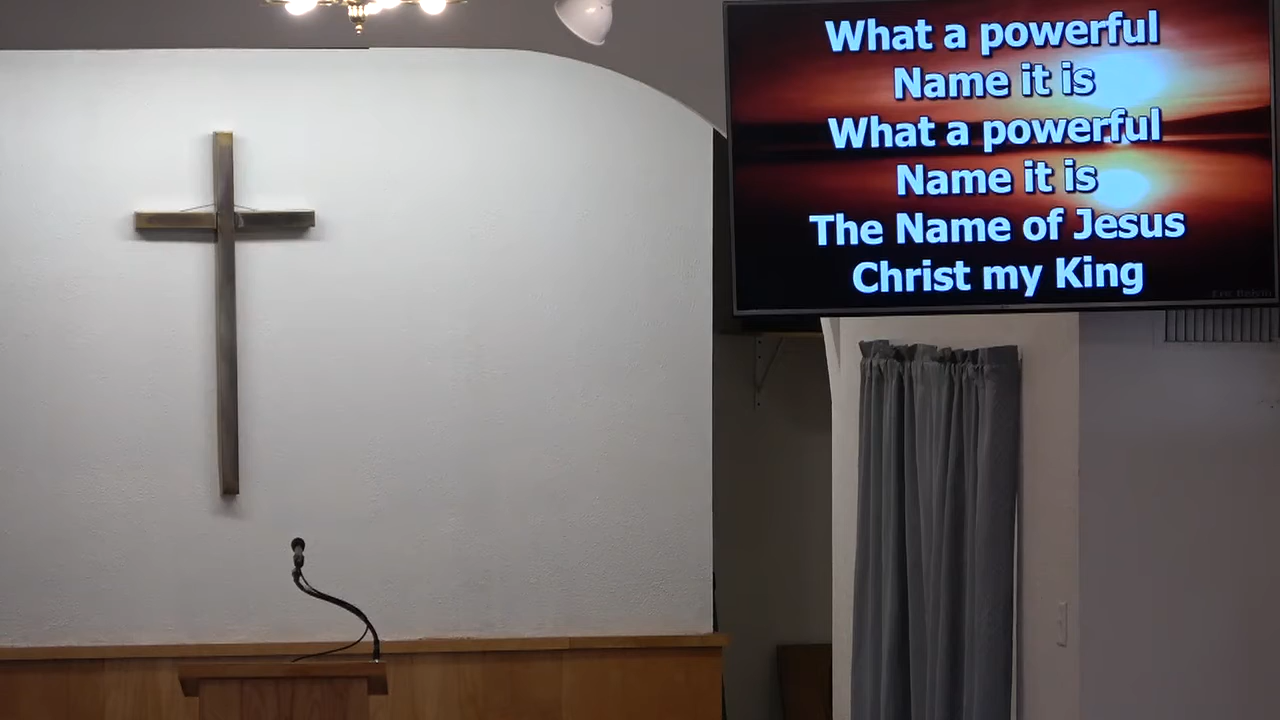 What a powerful
Name it is
What a powerful
Name it is
The Name of Jesus
Christ my King